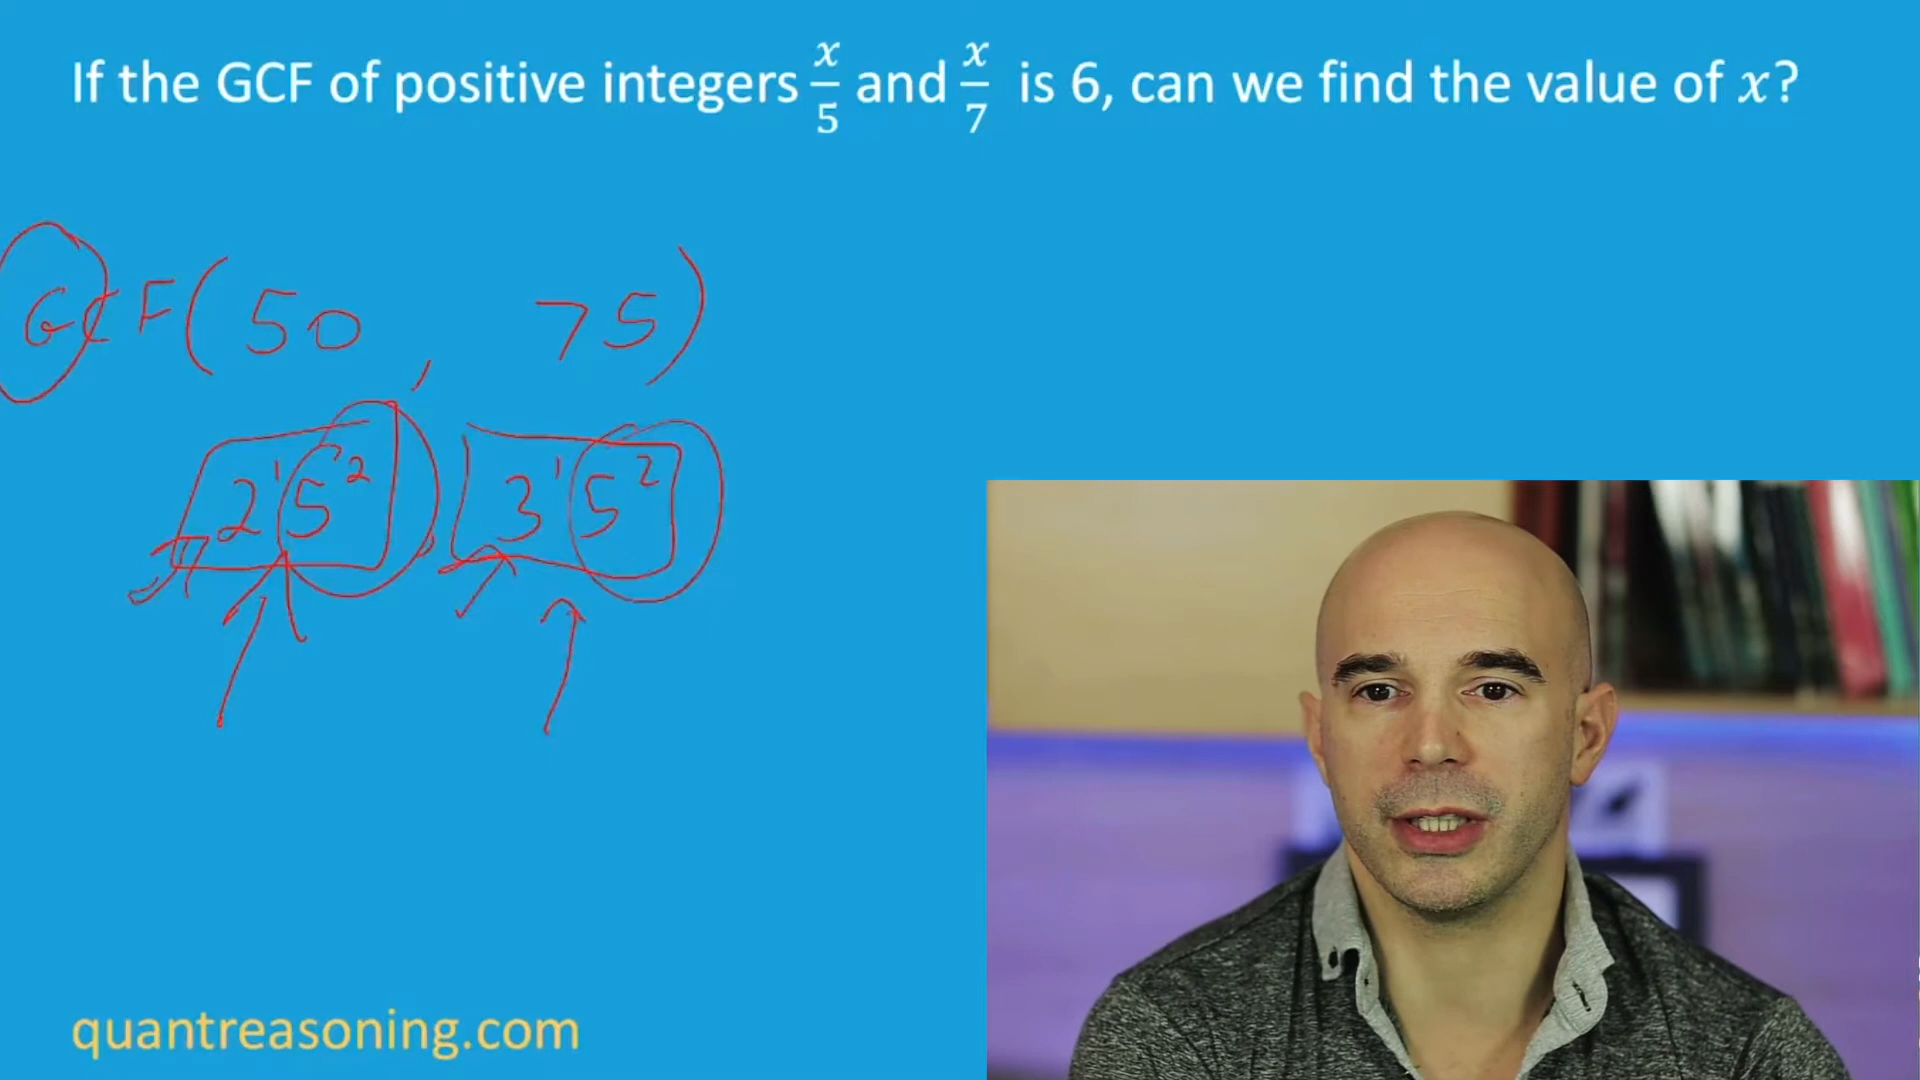 If the GCF of positive integers x/5 and x/7 is 6, can we find the value of x?
GCF(50, 75)
2¹5², 3¹5²
quantreasoning.com